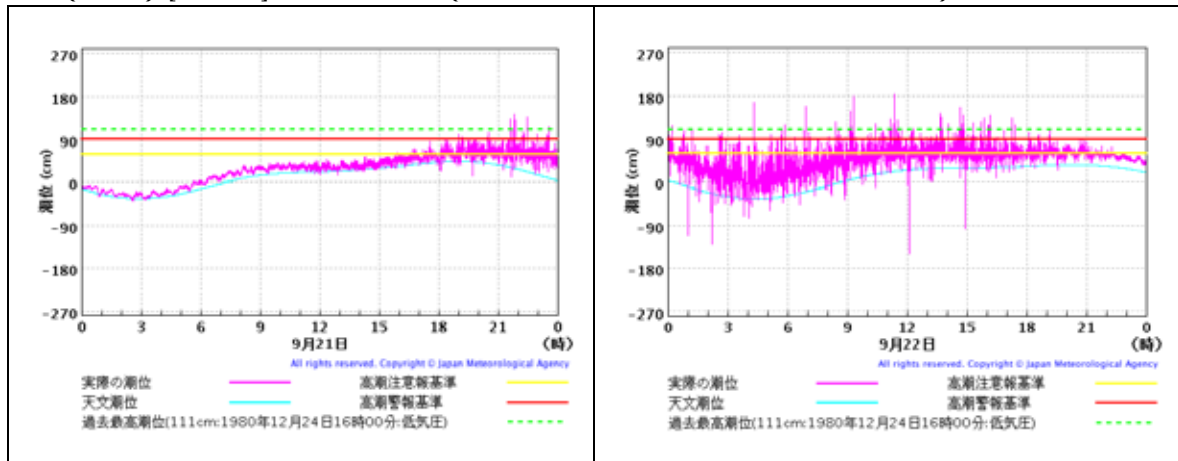 270
180
90
0
-90
-180
-270
潮位 (cm)
0 3 6 9 12 15 18 21 0
9月21日 (時)
All rights reserved. Copyright © Japan Meteorological Agency
実際の潮位 高潮注意報基準
天文潮位 高潮警報基準
過去最高潮位(111cm:1980年12月24日16時00分:低気圧)
270
180
90
0
-90
-180
-270
潮位 (cm)
0 3 6 9 12 15 18 21 0
9月22日 (時)
All rights reserved. Copyright © Japan Meteorological Agency
実際の潮位 高潮注意報基準
天文潮位 高潮警報基準
過去最高潮位(111cm:1980年12月24日16時00分:低気圧)